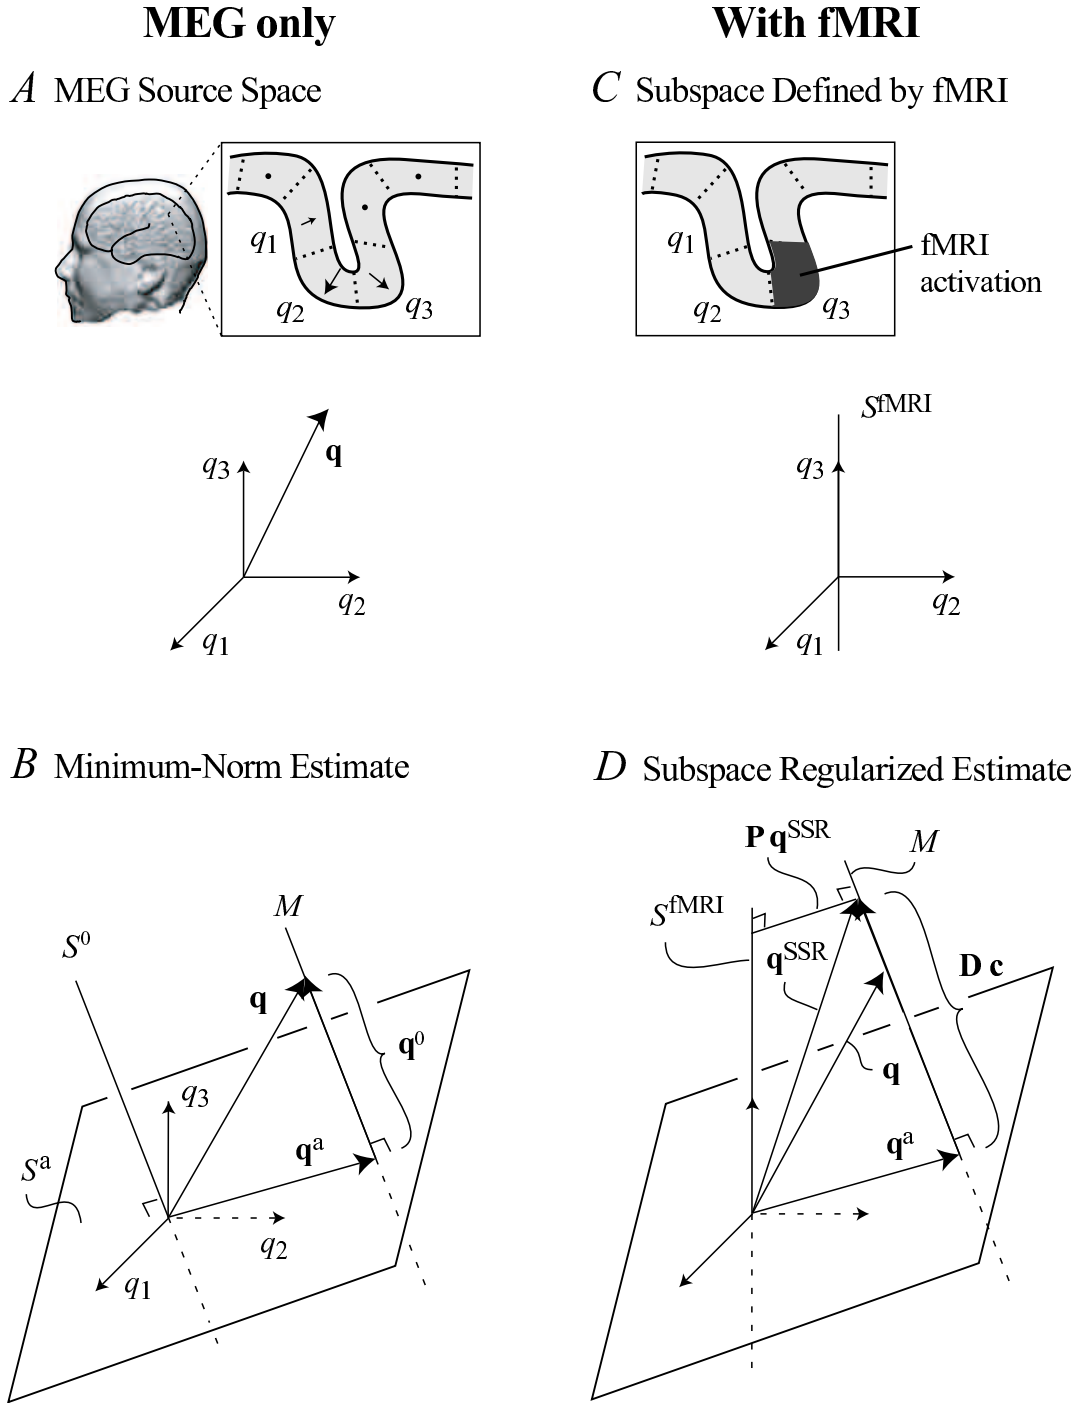 MEG only
A MEG Source Space
q1
q2
q3
q3
q
q2
q1
B Minimum-Norm Estimate
S0
M
q
q0
q3
qa
Sa
q2
q1
With fMRI
C Subspace Defined by fMRI
q1
q2
q3
fMRI
activation
SfMRI
q3
q2
q1
D Subspace Regularized Estimate
P qSSR
M
SfMRI
qSSR
D c
q
qa